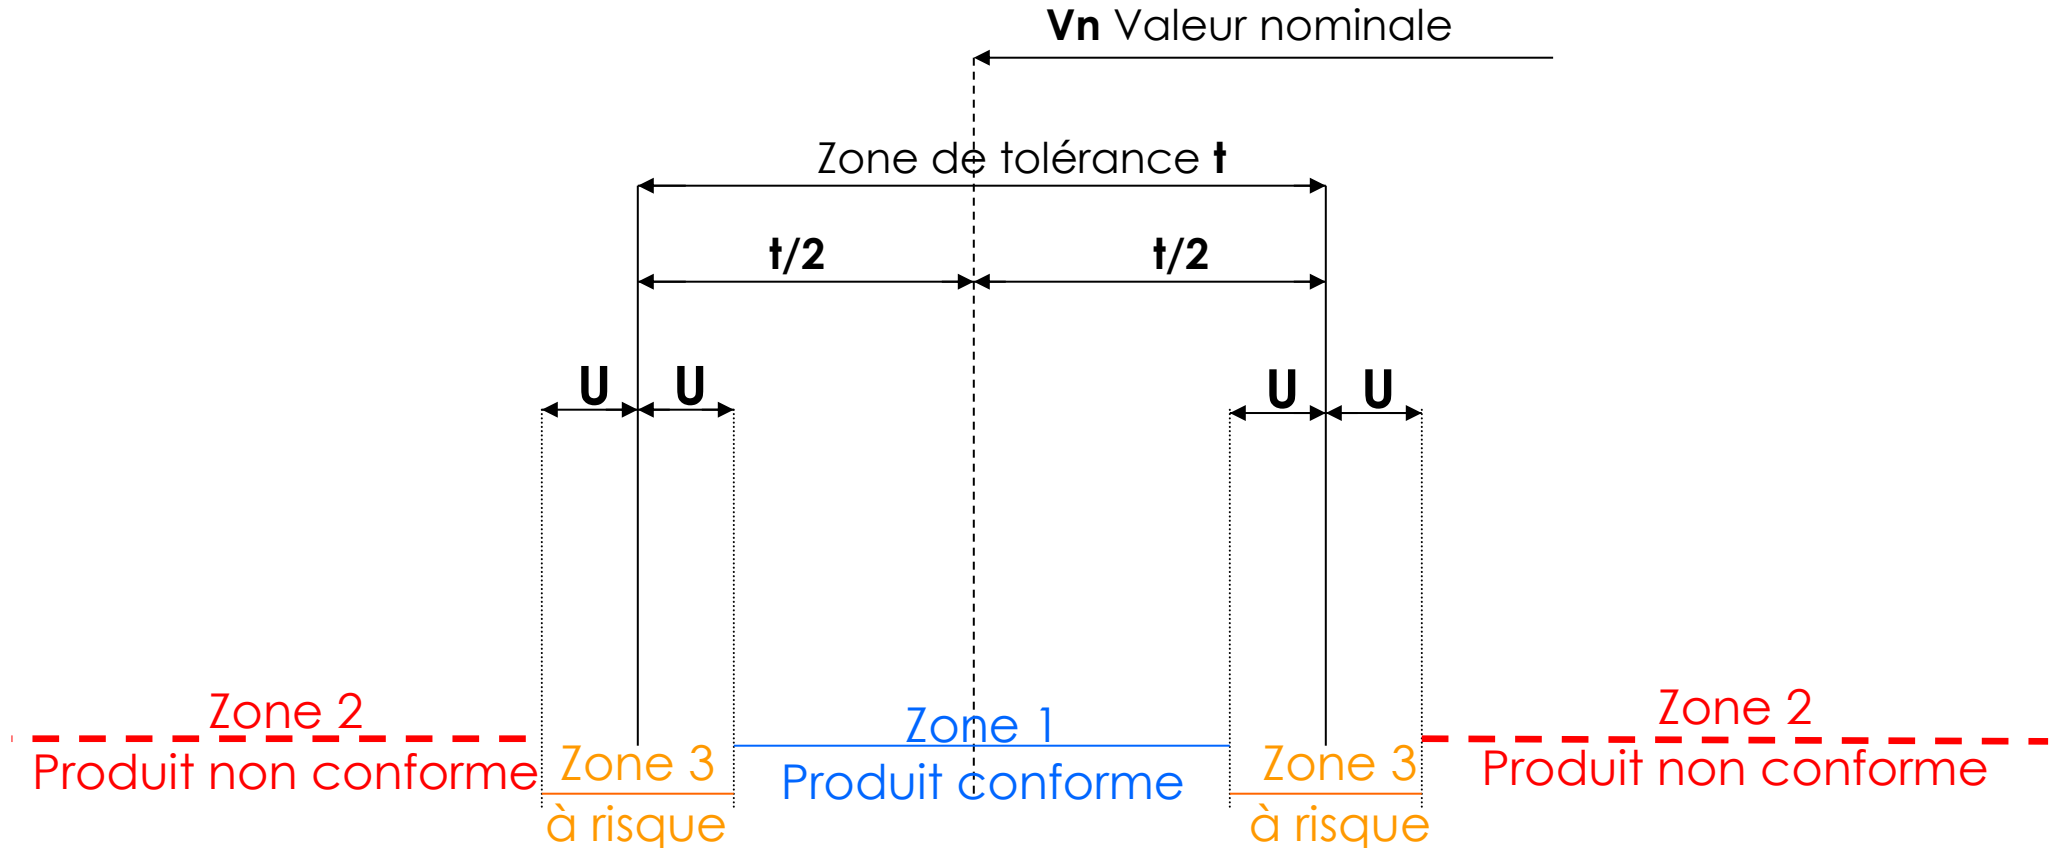 Vn Valeur nominale
Zone de tolérance t
t/2 t/2
U U U U
Zone 2 Zone 1 Zone 2
Produit non conforme Zone 3 Produit conforme Zone 3 Produit non conforme
à risque à risque